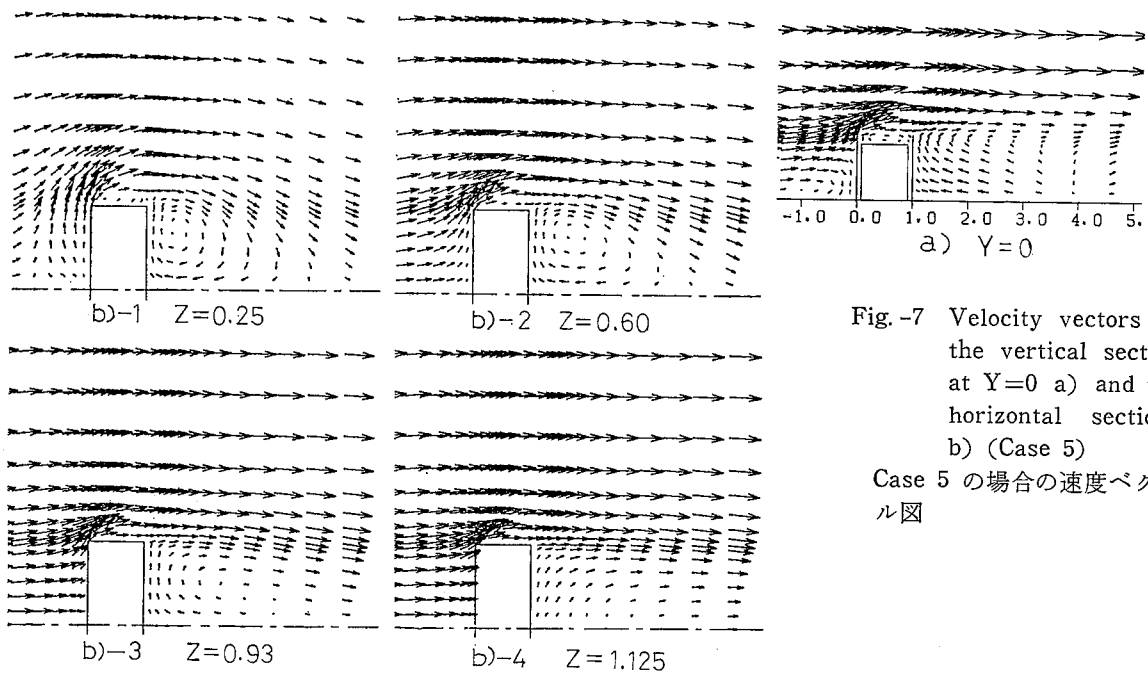 b)-1 Z=0.25
b)-2 Z=0.60
-1.0 0.0 1.0 2.0 3.0 4.0 5.
a) Y=0
b)-3 Z=0.93
b)-4 Z=1.125
Fig.-7 Velocity vectors
the vertical sect
at Y=0 a) and
horizontal sectio
b) (Case 5)
Case 5 の場合の速度ベク
ル図